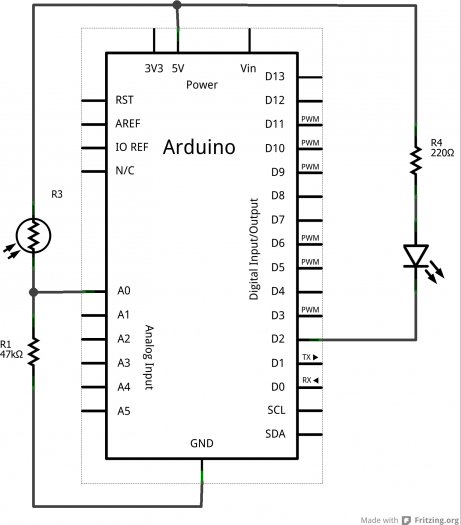 3V3 5V Vin
Power
Arduino
RST
AREF
IO REF
N/C
A0
A1
A2
A3
A4
A5
Analog Input
GND
D13
D12
D11 PWM
D10 PWM
D9 PWM
D8
D7
D6 PWM
D5 PWM
D4
D3 PWM
D2
D1 TX ▶
D0 RX ◀
SCL
SDA
Digital Input/Output
R3
R1
47kΩ
R4
220Ω
Made with Fritzing.org